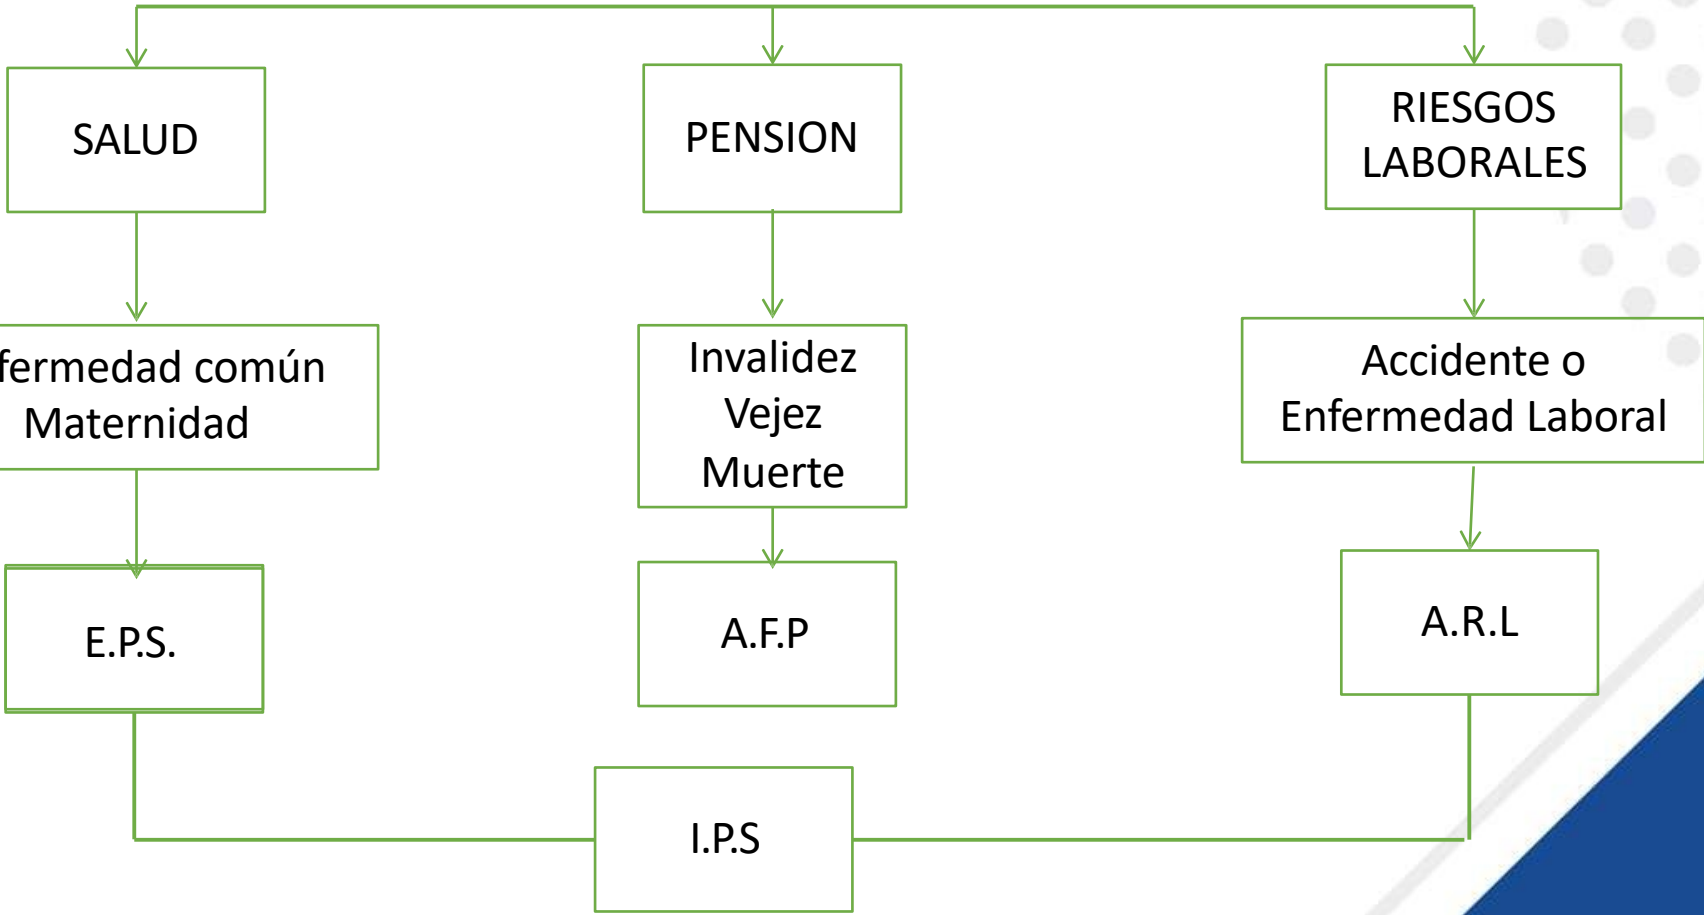 SALUD
PENSION
RIESGOS
LABORALES
fermedad común
Maternidad
Invalidez
Vejez
Muerte
Accidente o
Enfermedad Laboral
E.P.S.
A.F.P
A.R.L
I.P.S